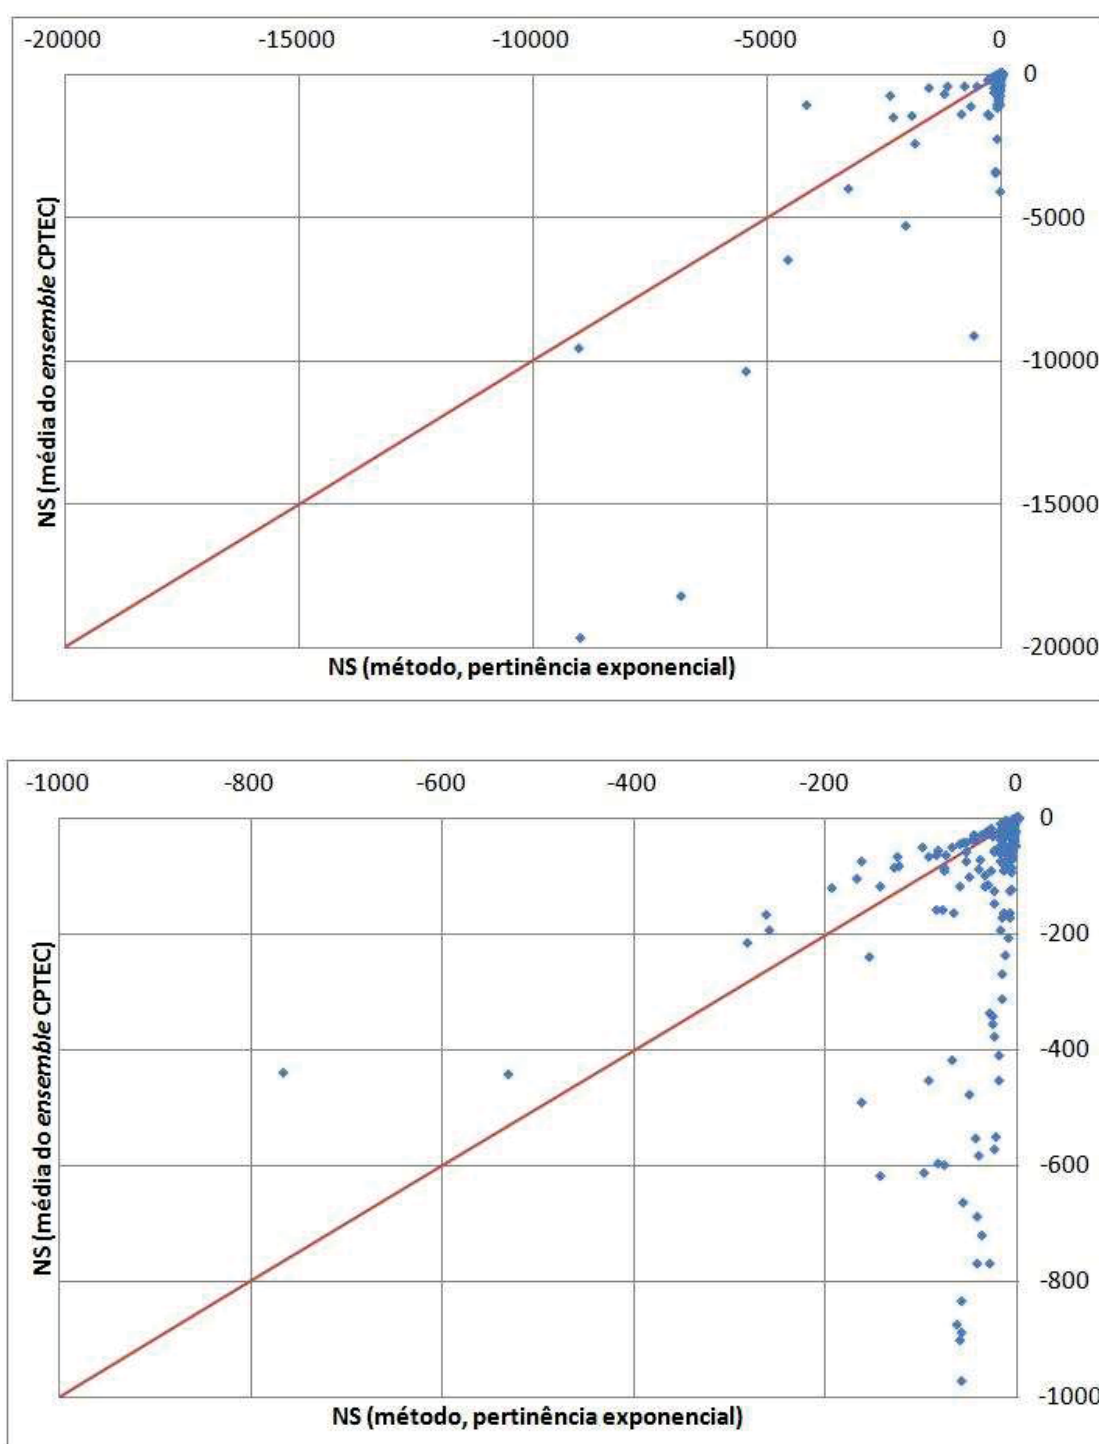 -20000 -15000 -10000 -5000 0
0
-5000
-10000
-15000
-20000
NS (média do ensemble CPTEC)
NS (método, pertinência exponencial)
-1000 -800 -600 -400 -200 0
0
-200
-400
-600
-800
-1000
NS (média do ensemble CPTEC)
NS (método, pertinência exponencial)